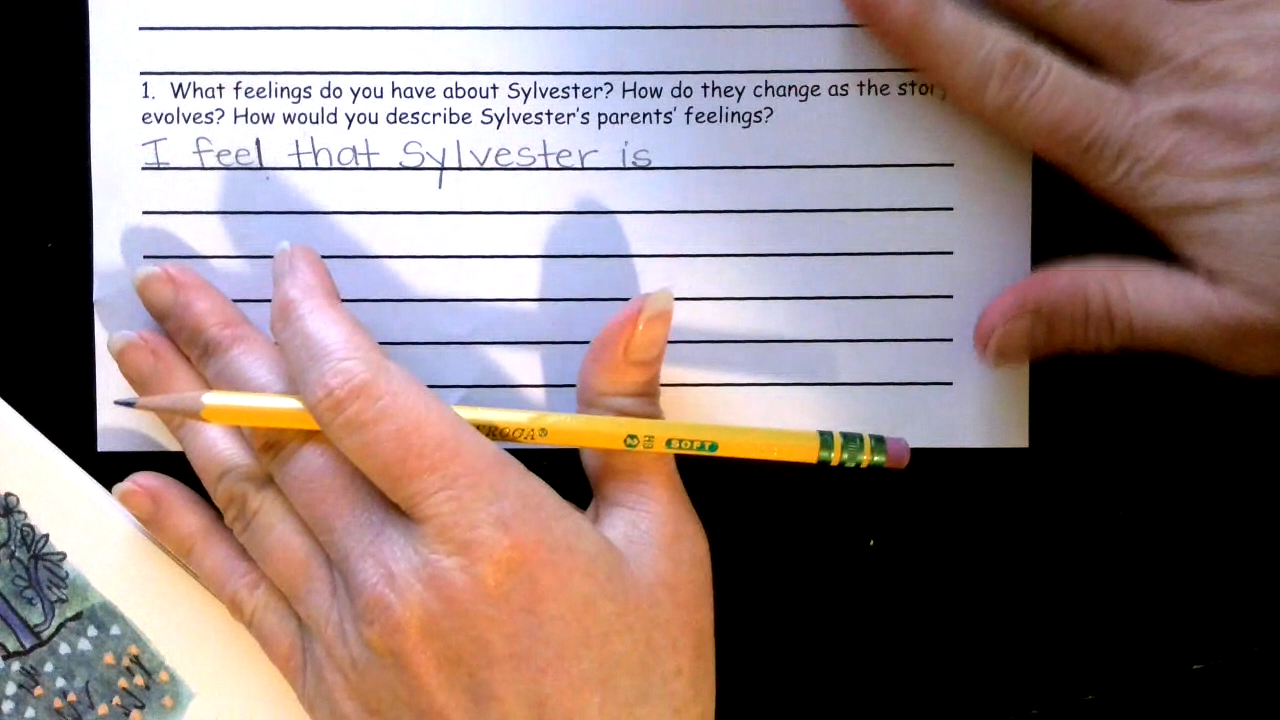 1. What feelings do you have about Sylvester? How do they change as the story
evolves? How would you describe Sylvester's parents' feelings?
I feel that Sylvester is
2 HB SOFT